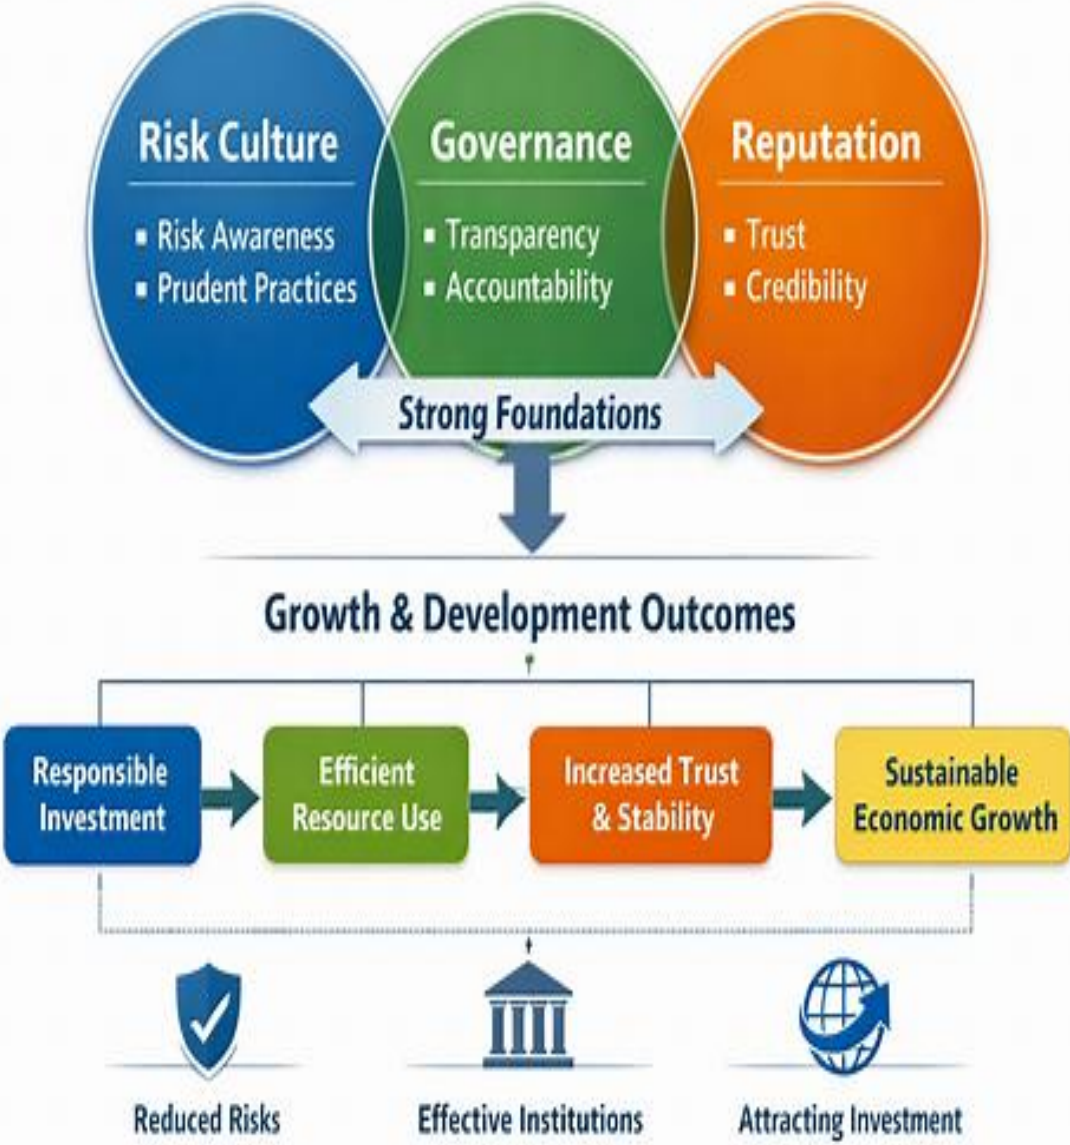 Risk Culture
▪ Risk Awareness
▪ Prudent Practices
Governance
▪ Transparency
▪ Accountability
Reputation
▪ Trust
▪ Credibility
Strong Foundations
Growth & Development Outcomes
Responsible
Investment
Efficient
Resource Use
Increased Trust
& Stability
Sustainable
Economic Growth
Reduced Risks
Effective Institutions
Attracting Investment